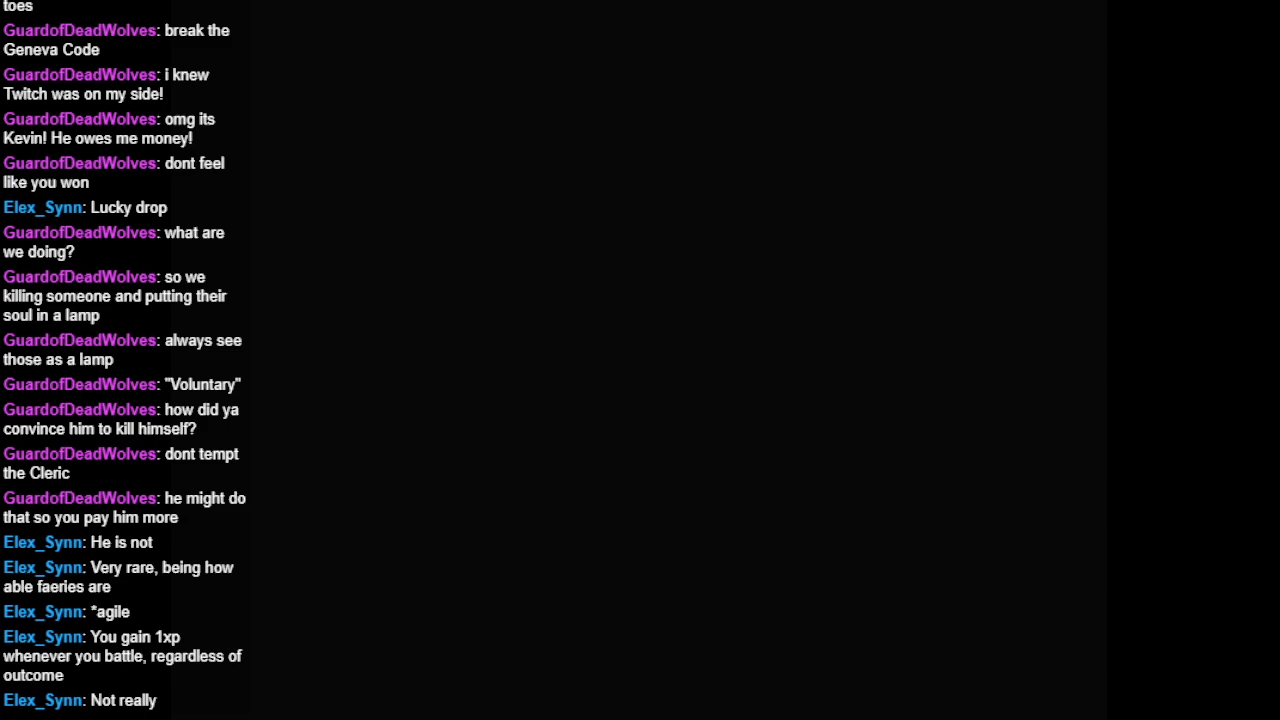 toes
GuardofDeadWolves: break the
Geneva Code
GuardofDeadWolves: i knew
Twitch was on my side!
GuardofDeadWolves: omg its
Kevin! He owes me money!
GuardofDeadWolves: dont feel
like you won
Elex_Synn: Lucky drop
GuardofDeadWolves: what are
we doing?
GuardofDeadWolves: so we
killing someone and putting their
soul in a lamp
GuardofDeadWolves: always see
those as a lamp
GuardofDeadWolves: "Voluntary"
GuardofDeadWolves: how did ya
convince him to kill himself?
GuardofDeadWolves: dont tempt
the Cleric
GuardofDeadWolves: he might do
that so you pay him more
Elex_Synn: He is not
Elex_Synn: Very rare, being how
able faeries are
Elex_Synn: *agile
Elex_Synn: You gain 1xp
whenever you battle, regardless of
outcome
Elex_Synn: Not really